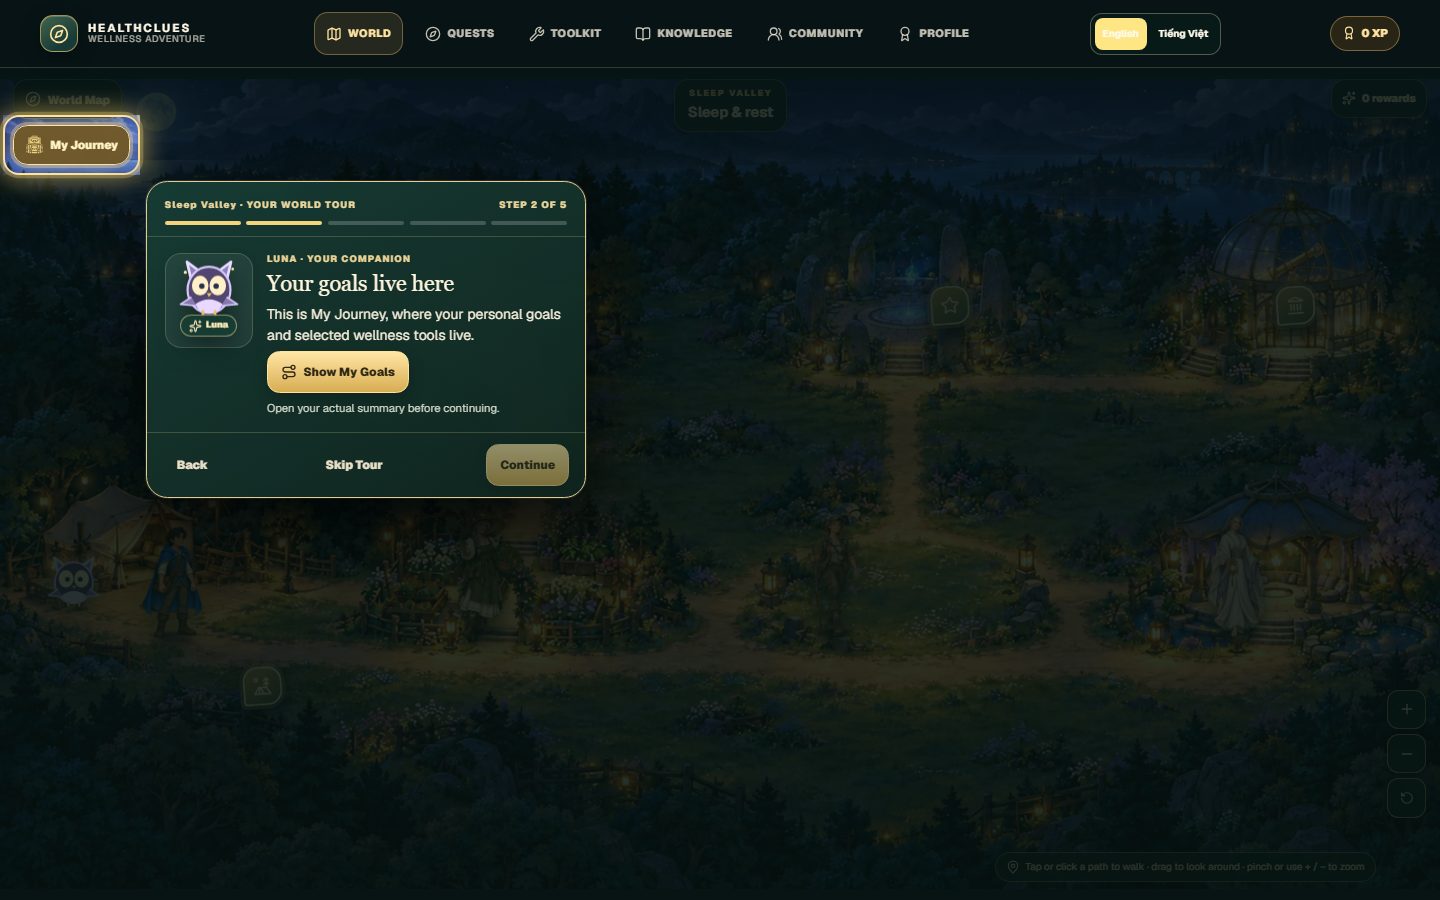 HEALTHCLUES
WELLNESS ADVENTURE
WORLD
QUESTS
TOOLKIT
KNOWLEDGE
COMMUNITY
PROFILE
English
Tiếng Việt
0 XP
World Map
SLEEP VALLEY
Sleep & rest
0 rewards
My Journey
Sleep Valley · YOUR WORLD TOUR
STEP 2 OF 5
LUNA · YOUR COMPANION
Your goals live here
This is My Journey, where your personal goals
and selected wellness tools live.
Luna
Show My Goals
Open your actual summary before continuing.
Back
Skip Tour
Continue
Tap or click a path to walk · drag to look around · pinch or use + / − to zoom